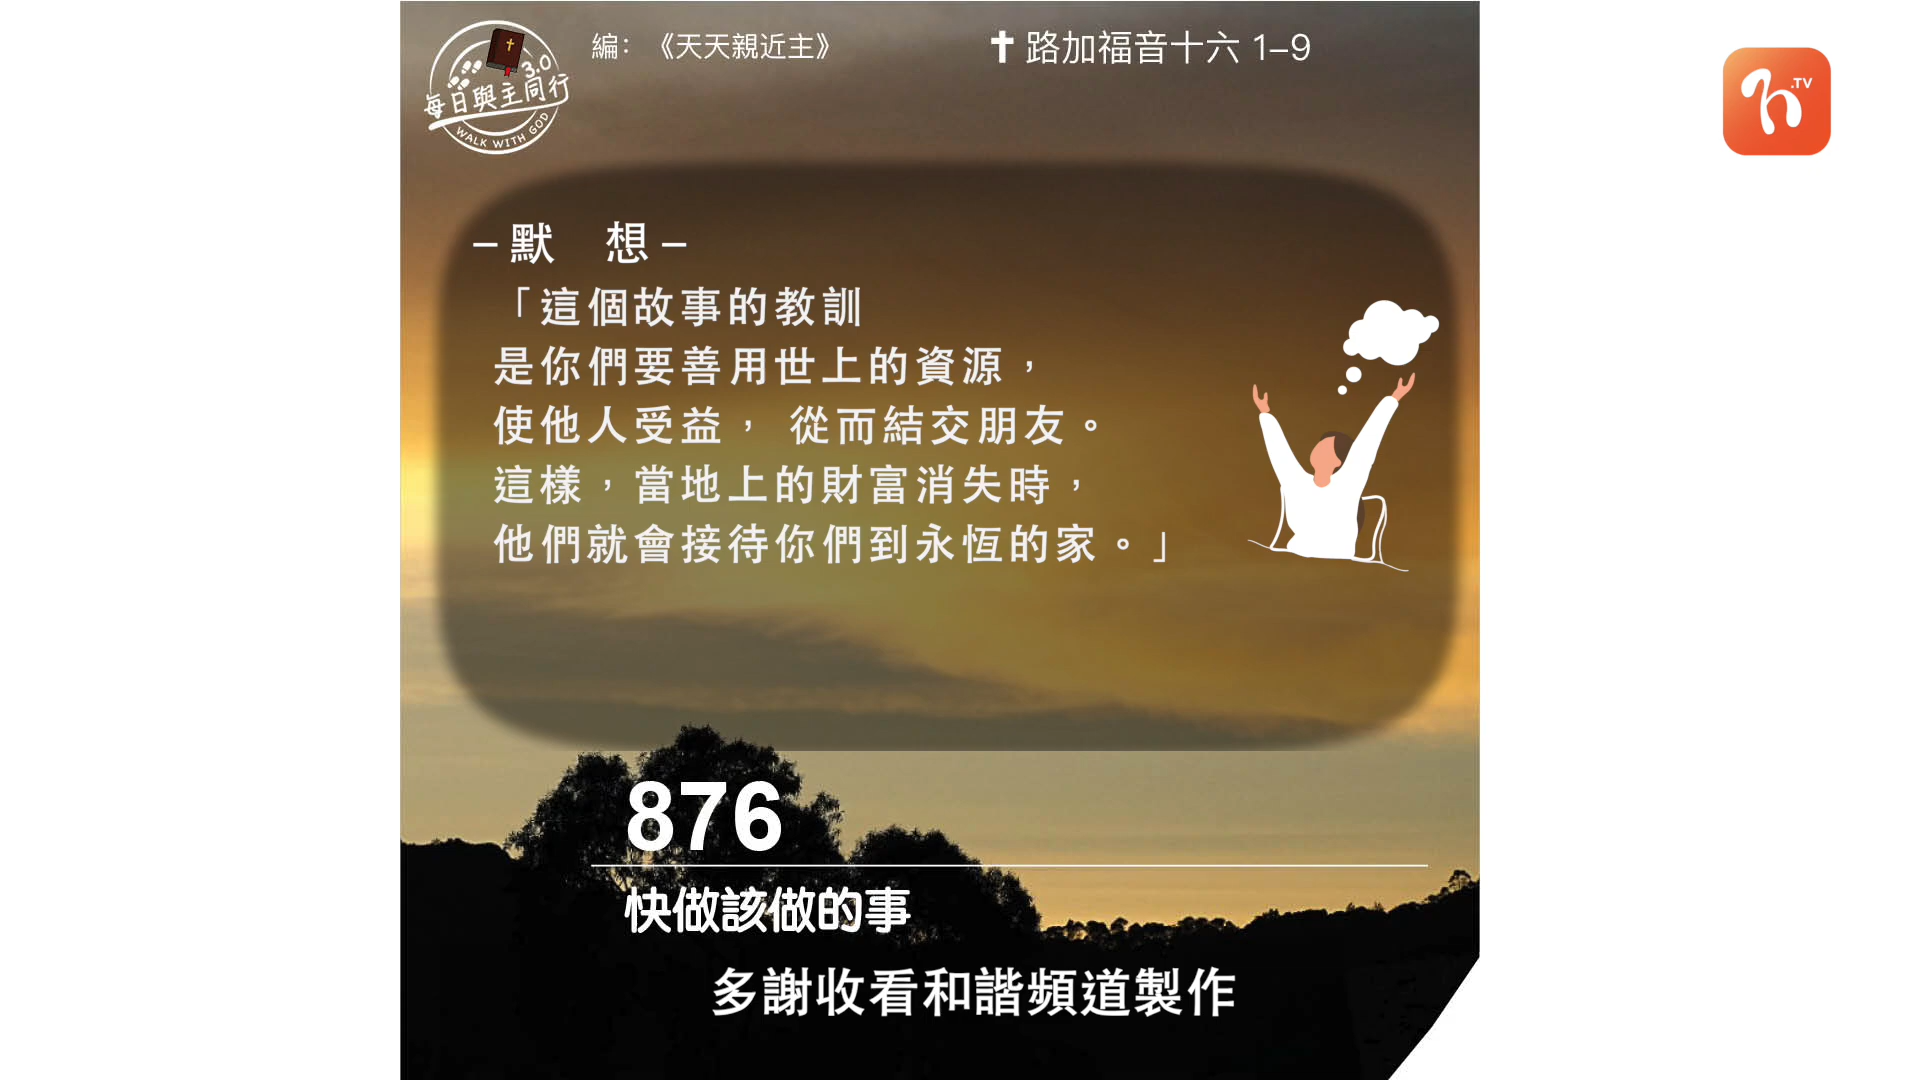 編：《天天親近主》
✝ 路加福音十六 1–9
.TV
3.0
每日與主同行
WALK WITH GOD
–默 想–
「這個故事的教訓
是你們要善用世上的資源，
使他人受益， 從而結交朋友。
這樣，當地上的財富消失時，
他們就會接待你們到永恆的家。」
876
快做該做的事
多謝收看和諧頻道製作